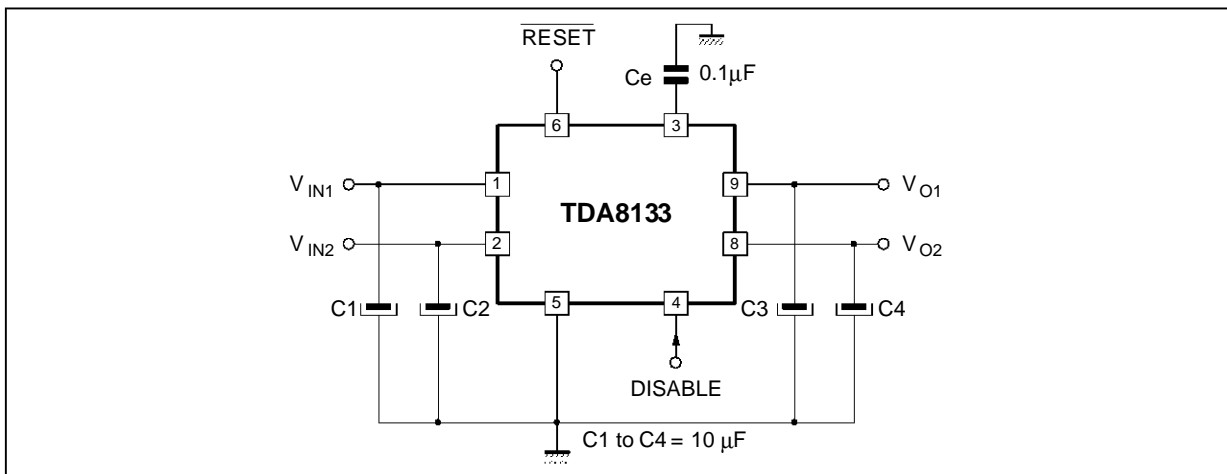 RESET
Ce 0.1μF
6 3
V IN1 1 9 V O1
TDA8133
V IN2 2 8 V O2
5 4
C1 C2 C3 C4
DISABLE
C1 to C4 = 10 μF